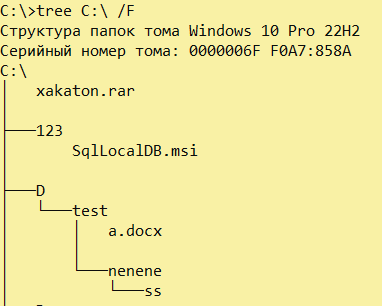 C:\>tree C:\ /F
Структура папок тома Windows 10 Pro 22H2
Серийный номер тома: 0000006F F0A7:858A
C:\
xakaton.rar
123
SqlLocalDB.msi
D
test
a.docx
nenene
ss